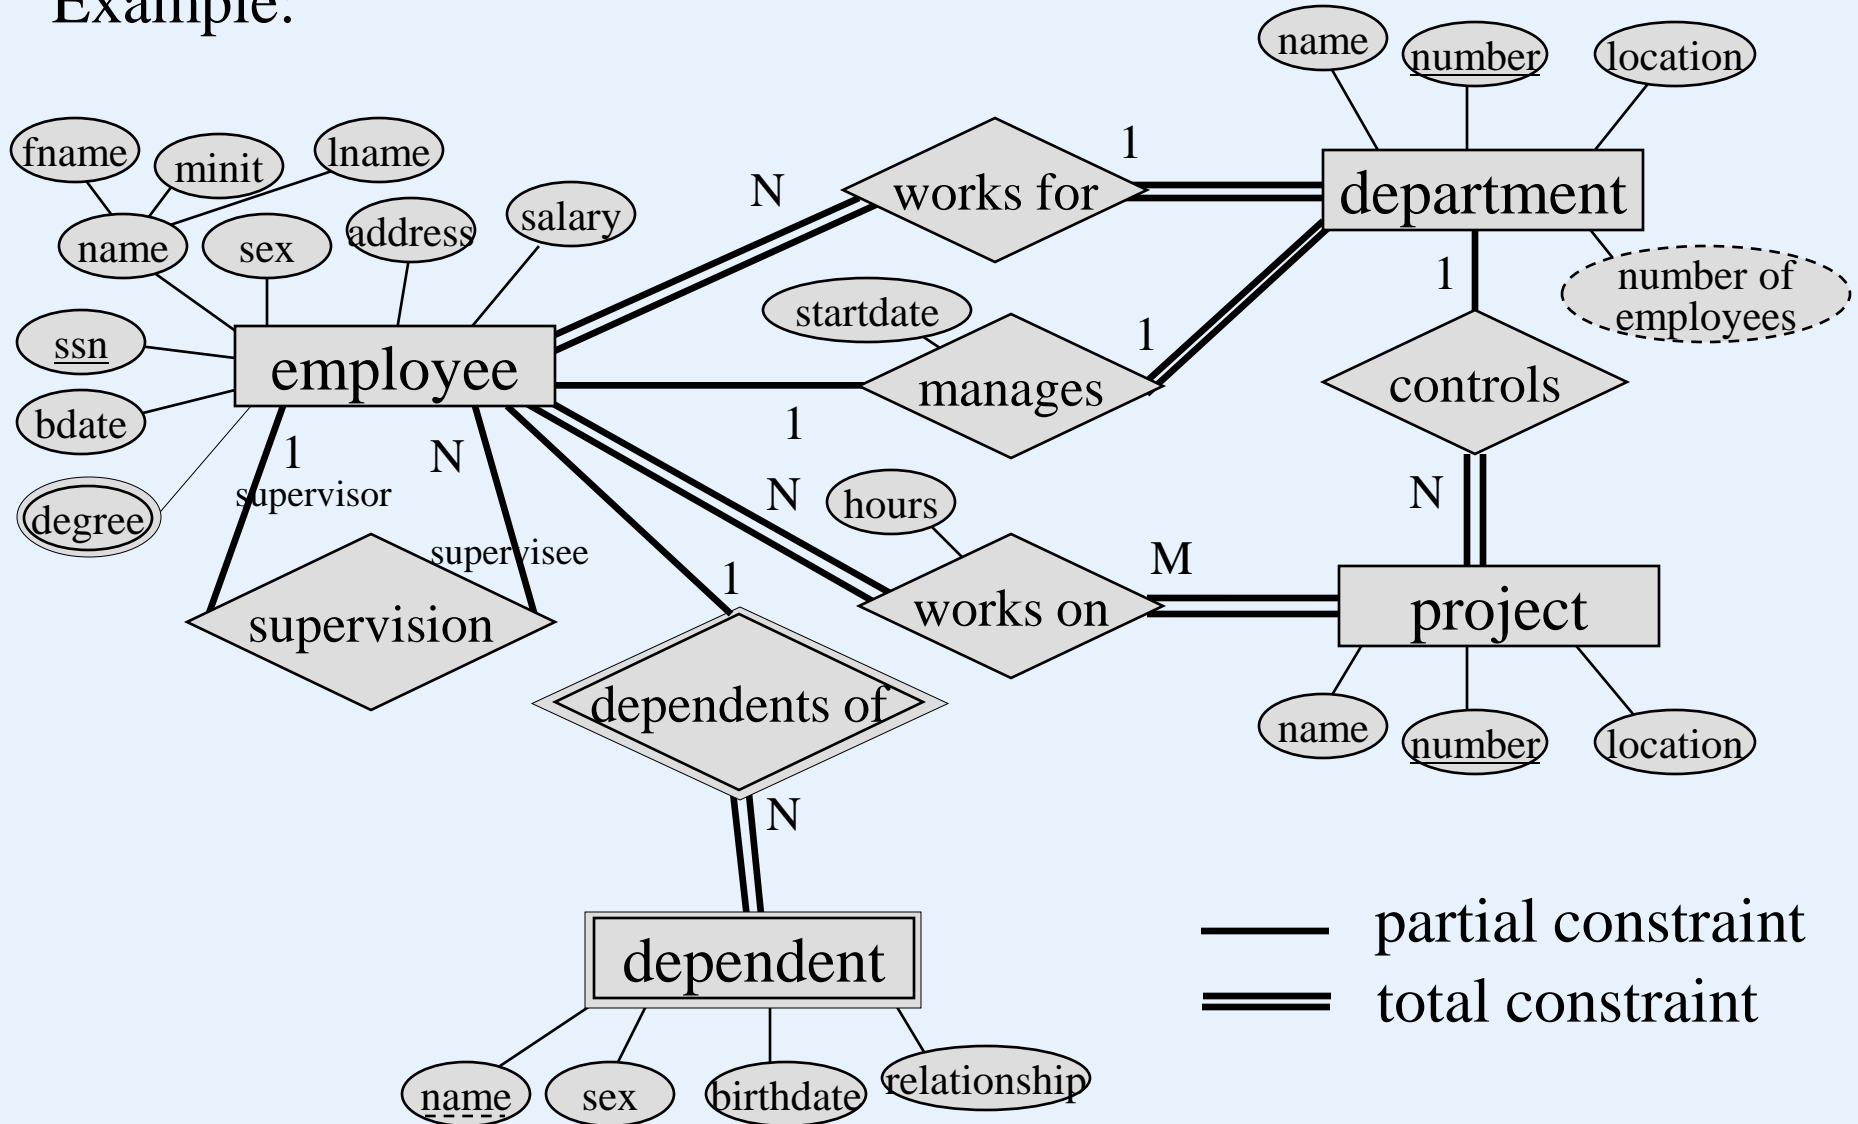 Example:
name
number
location
fname
minit
lname
1
N
works for
department
salary
address
name
sex
number of
employees
1
startdate
1
ssn
employee
manages
controls
bdate
1
1
N
supervisor
N
hours
N
degree
supervisee
M
1
supervision
works on
project
dependents of
name
number
location
N
partial constraint
dependent
total constraint
name
sex
birthdate
relationship